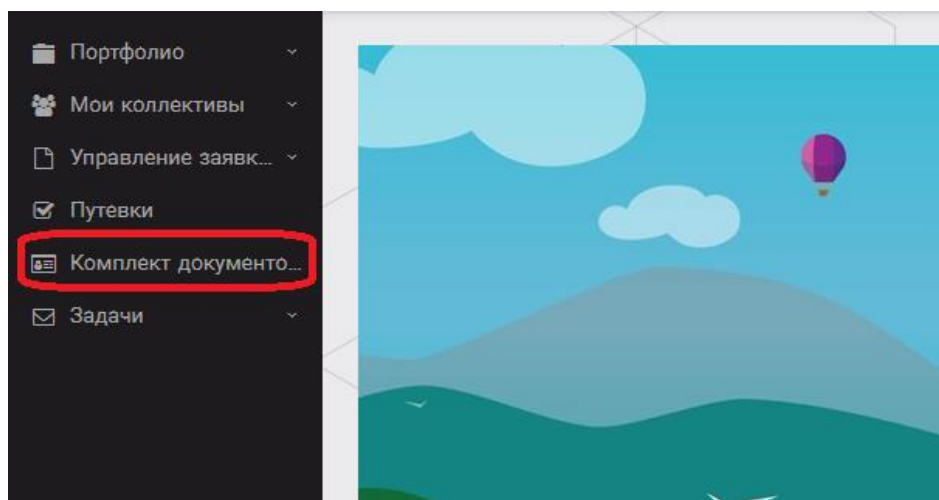 Портфолио
Мои коллективы
Управление заявк...
Путевки
Комплект документо...
Задачи